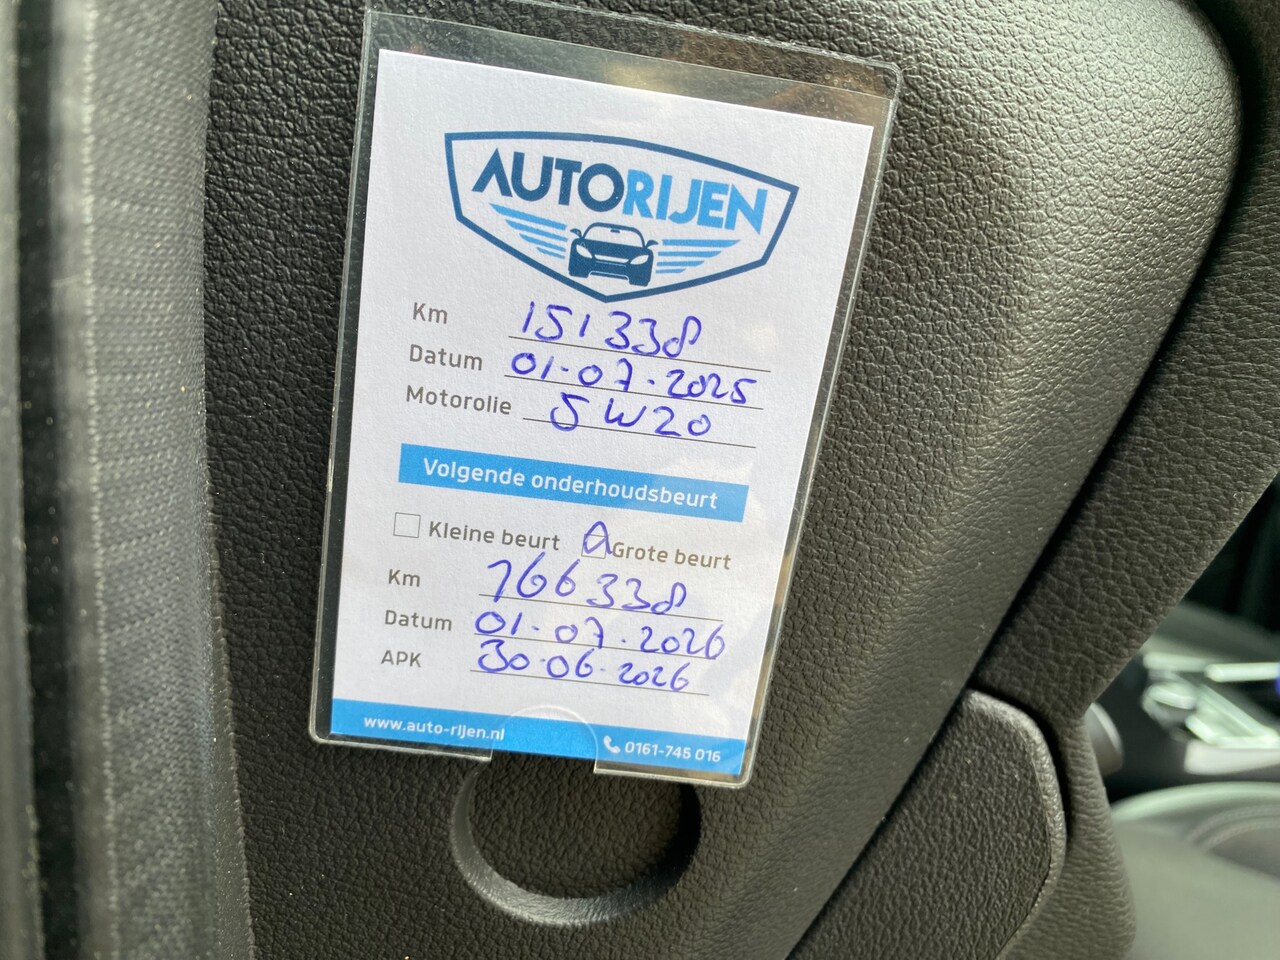 AUTORIJEN
Km 151338
Datum 01-07-2025
Motorolie 5W20
Volgende onderhoudsbeurt
Kleine beurt Grote beurt
Km 166338
Datum 01-07-2026
APK 30-06-2026
www.auto-rijen.nl 0161-745 016